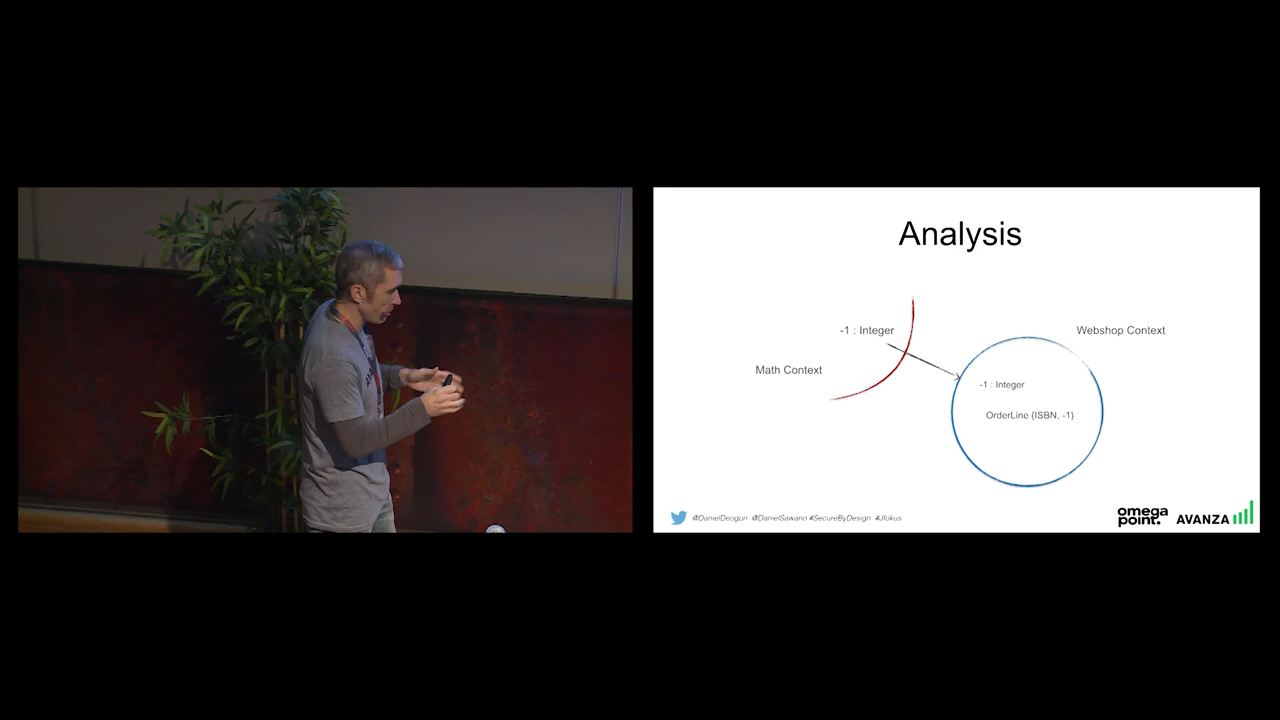 Analysis
-1 : Integer
Webshop Context
Math Context
-1 : Integer
OrderLine {ISBN, -1}
@DanielDeogun @DanielSawano #SecureByDesign #Jfokus
omega
point.
AVANZA